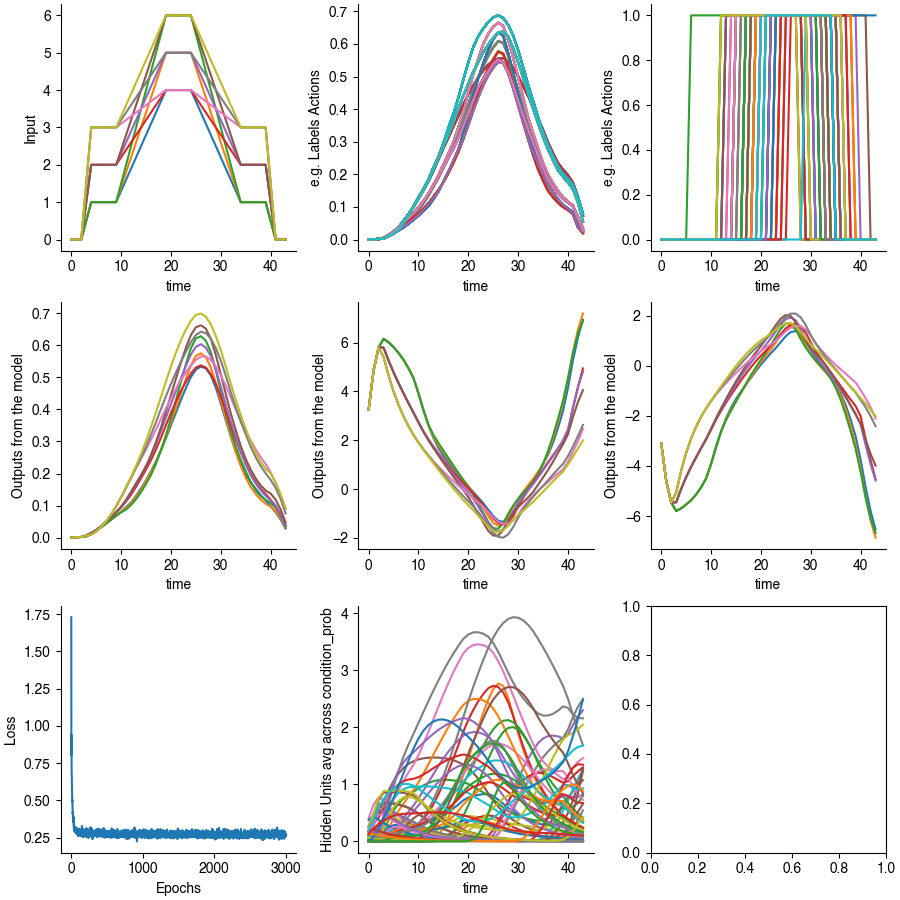 6
5
4
3
2
1
0
0 10 20 30 40
Input
time
0.7
0.6
0.5
0.4
0.3
0.2
0.1
0.0
0 10 20 30 40
e.g. Labels Actions
time
1.0
0.8
0.6
0.4
0.2
0.0
0 10 20 30 40
e.g. Labels Actions
time
0.7
0.6
0.5
0.4
0.3
0.2
0.1
0.0
0 10 20 30 40
Outputs from the model
time
6
4
2
0
−2
0 10 20 30 40
Outputs from the model
time
2
0
−2
−4
−6
0 10 20 30 40
Outputs from the model
time
1.75
1.50
1.25
1.00
0.75
0.50
0.25
0 1000 2000 3000
Loss
Epochs
4
3
2
1
0
0 10 20 30 40
Hidden Units avg across condition_prob
time
1.0
0.8
0.6
0.4
0.2
0.0
0.0 0.2 0.4 0.6 0.8 1.0